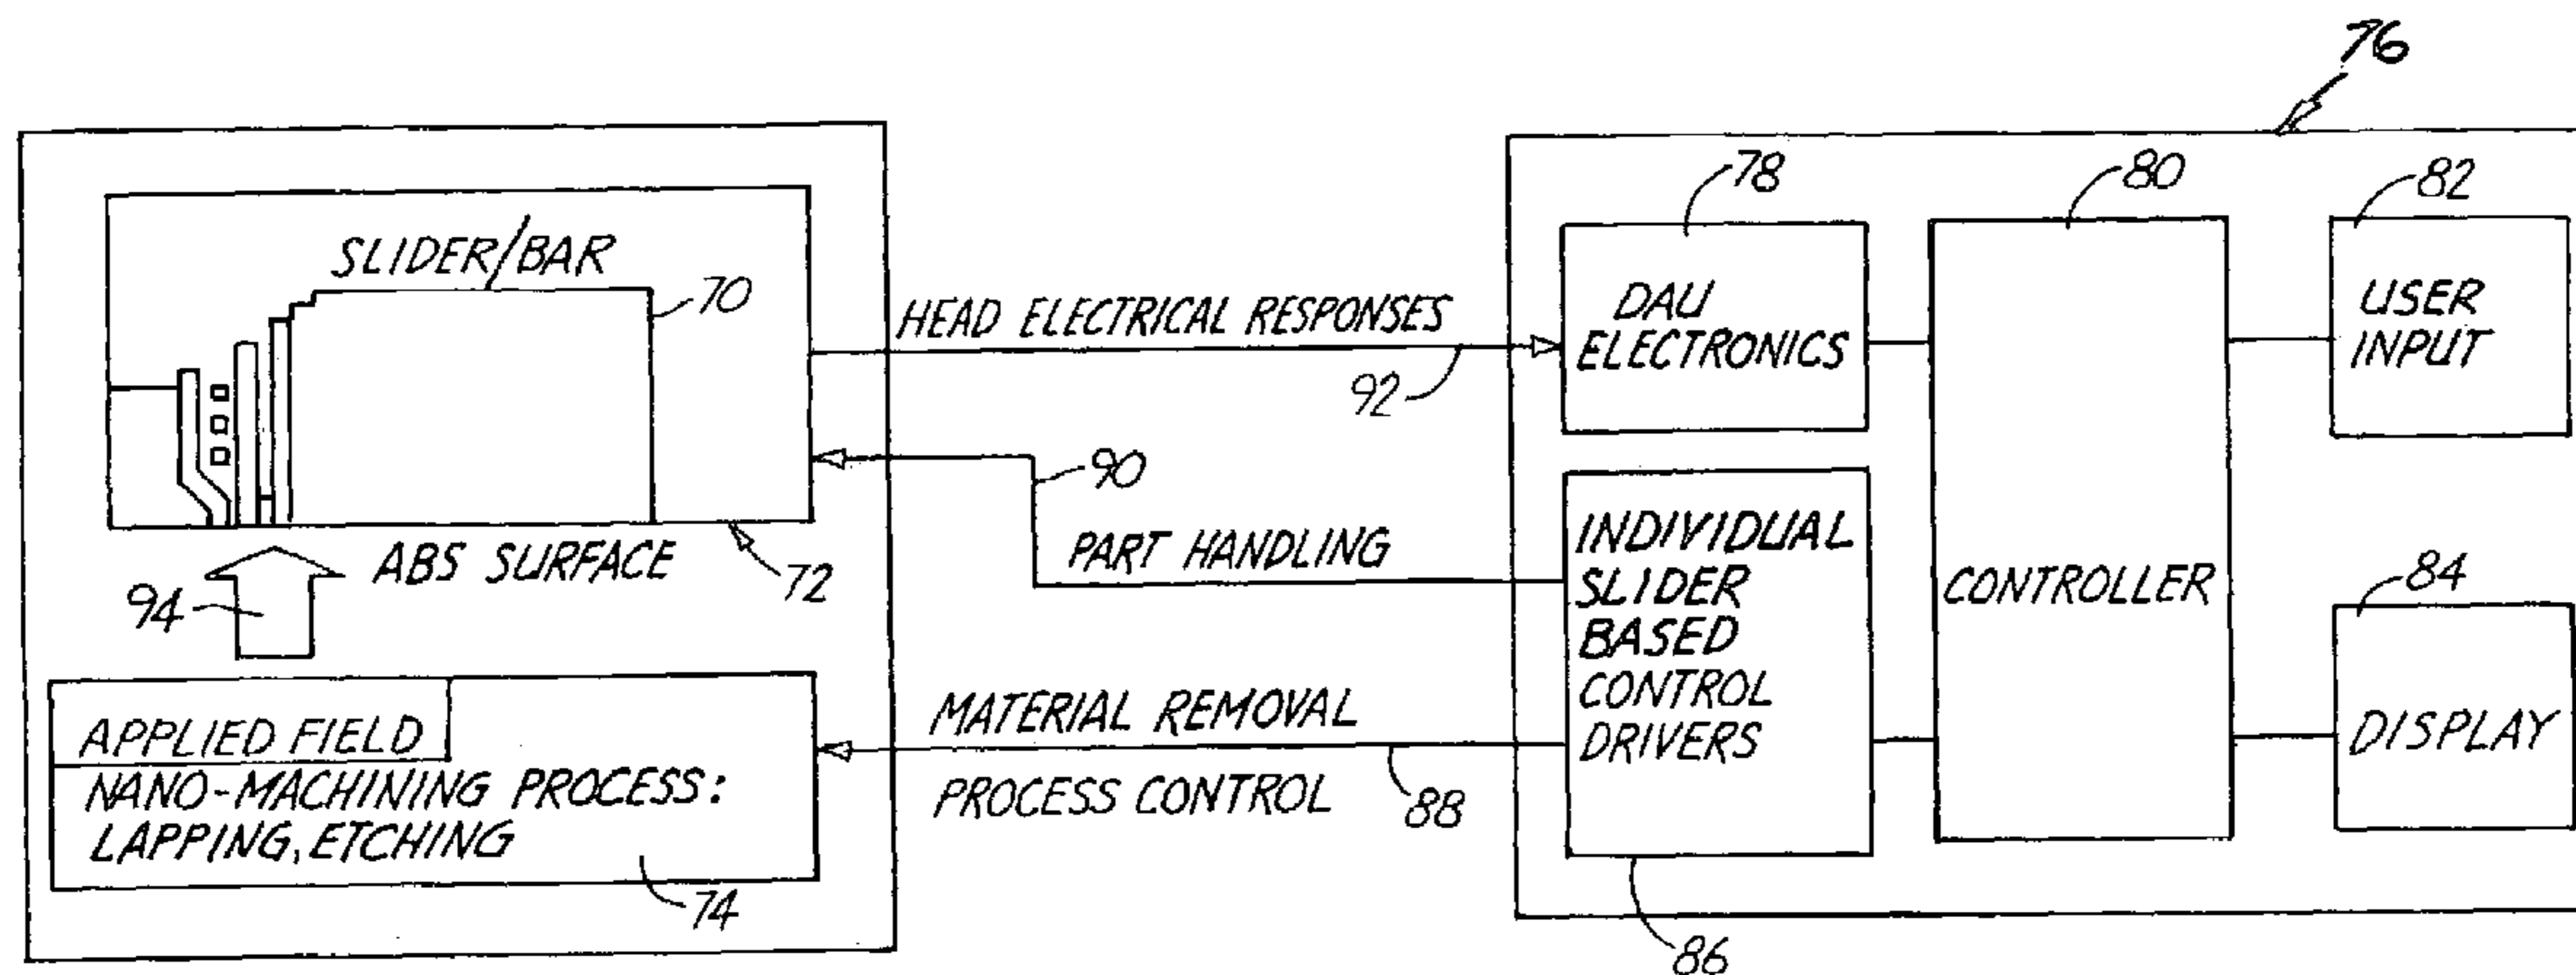 76
SLIDER/BAR
70
ABS SURFACE
72
94
APPLIED FIELD
NANO-MACHINING PROCESS:
LAPPING, ETCHING
74
HEAD ELECTRICAL RESPONSES
92
90
PART HANDLING
MATERIAL REMOVAL
PROCESS CONTROL
88
78
DAU
ELECTRONICS
INDIVIDUAL
SLIDER
BASED
CONTROL
DRIVERS
86
80
CONTROLLER
82
USER
INPUT
84
DISPLAY